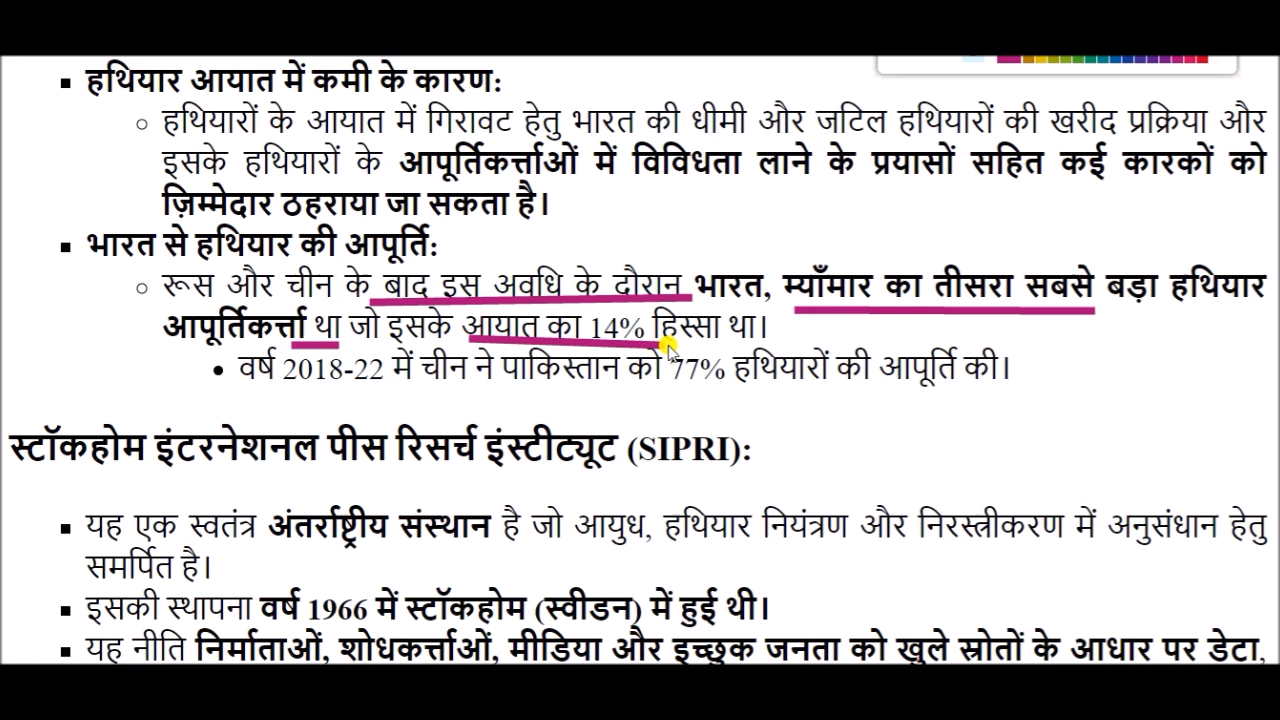 ▪ हथियार आयात में कमी के कारण:
○ हथियारों के आयात में गिरावट हेतु भारत की धीमी और जटिल हथियारों की खरीद प्रक्रिया और
इसके हथियारों के आपूर्तिकर्त्ताओं में विविधता लाने के प्रयासों सहित कई कारकों को
ज़िम्मेदार ठहराया जा सकता है।
▪ भारत से हथियार की आपूर्ति:
○ रूस और चीन के बाद इस अवधि के दौरान भारत, म्याँमार का तीसरा सबसे बड़ा हथियार
आपूर्तिकर्त्ता था जो इसके आयात का 14% हिस्सा था।
• वर्ष 2018-22 में चीन ने पाकिस्तान को 77% हथियारों की आपूर्ति की।
स्टॉकहोम इंटरनेशनल पीस रिसर्च इंस्टीट्यूट (SIPRI):
▪ यह एक स्वतंत्र अंतर्राष्ट्रीय संस्थान है जो आयुध, हथियार नियंत्रण और निरस्त्रीकरण में अनुसंधान हेतु
समर्पित है।
▪ इसकी स्थापना वर्ष 1966 में स्टॉकहोम (स्वीडन) में हुई थी।
▪ यह नीति निर्माताओं, शोधकर्त्ताओं, मीडिया और इच्छुक जनता को खुले स्रोतों के आधार पर डेटा,